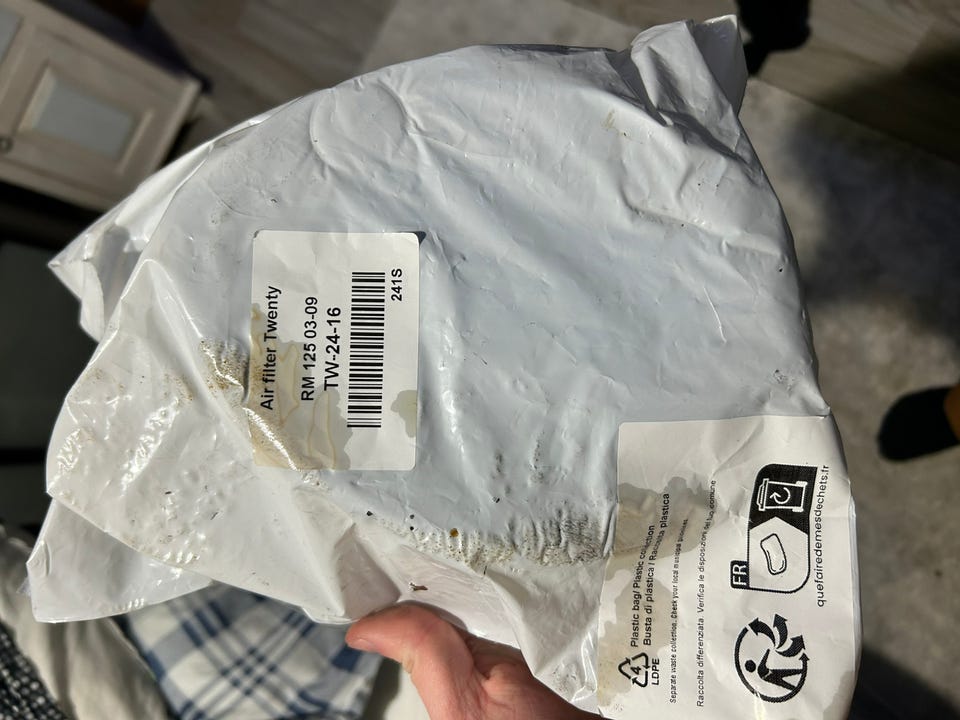 Air filter Twenty
RM 125 03-09
TW-24-16
241S
4
LDPE
Plastic bag/ Plastic collection
Busta di plastica / Raccolta plastica
Separate waste collection. Check your local municipal guidelines.
Raccolta differenziata. Verifica le disposizioni del tuo comune
FR
quefairedemesdechets.fr